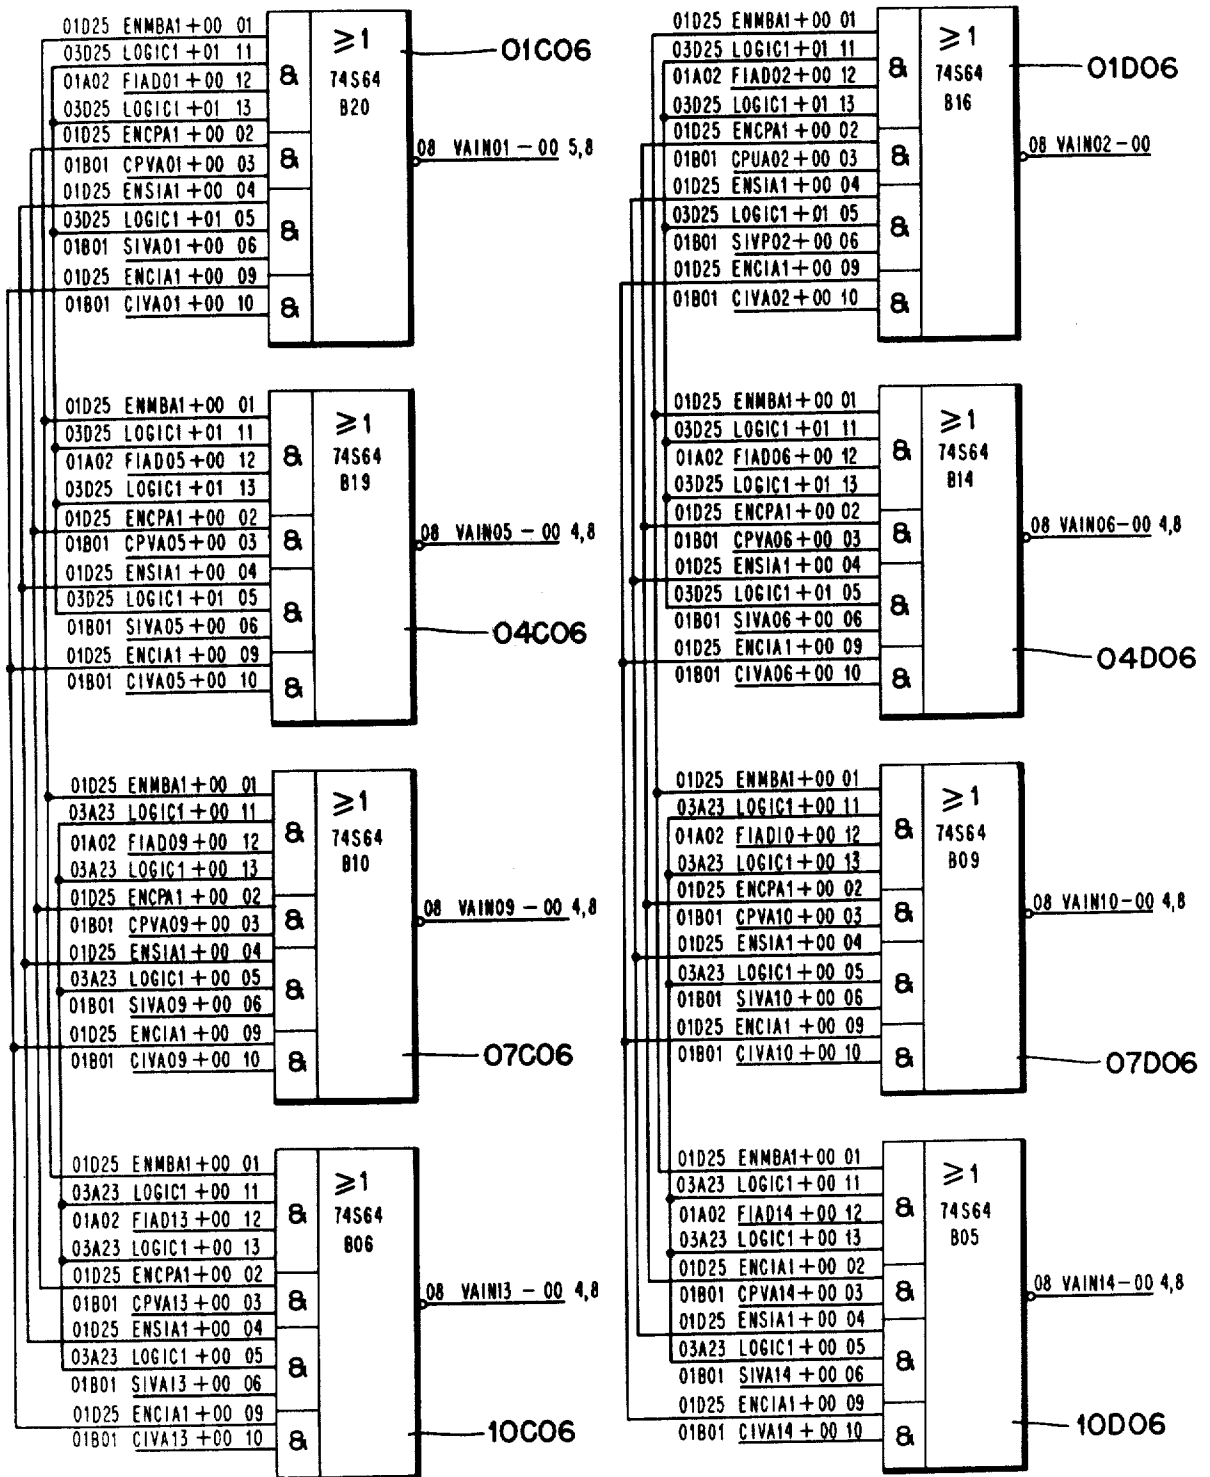 01D25 ENMBA1+00 01
03D25 LOGIC1+01 11
01A02 FIAD01+00 12
03D25 LOGIC1+01 13
01D25 ENCPA1+00 02
01B01 CPVA01+00 03
01D25 ENSIA1+00 04
03D25 LOGIC1+01 05
01B01 SIVA01+00 06
01D25 ENCIA1+00 09
01B01 CIVA01+00 10
&
&
&
&
≥1
74S64
B20
01C06
08 VAIN01-00 5,8
01D25 ENMBA1+00 01
03D25 LOGIC1+01 11
01A02 FIAD02+00 12
03D25 LOGIC1+01 13
01D25 ENCPA1+00 02
01B01 CPUA02+00 03
01D25 ENSIA1+00 04
03D25 LOGIC1+01 05
01B01 SIVP02+00 06
01D25 ENCIA1+00 09
01B01 CIVA02+00 10
&
&
&
&
≥1
74S64
B16
01D06
08 VAIN02-00
01D25 ENMBA1+00 01
03D25 LOGIC1+01 11
01A02 FIAD05+00 12
03D25 LOGIC1+01 13
01D25 ENCPA1+00 02
01B01 CPVA05+00 03
01D25 ENSIA1+00 04
03D25 LOGIC1+01 05
01B01 SIVA05+00 06
01D25 ENCIA1+00 09
01B01 CIVA05+00 10
&
&
&
&
≥1
74S64
B19
08 VAIN05-00 4,8
04C06
01D25 ENMBA1+00 01
03D25 LOGIC1+01 11
01A02 FIAD06+00 12
03D25 LOGIC1+01 13
01D25 ENCPA1+00 02
01B01 CPVA06+00 03
01D25 ENSIA1+00 04
03D25 LOGIC1+01 05
01B01 SIVA06+00 06
01D25 ENCIA1+00 09
01B01 CIVA06+00 10
&
&
&
&
≥1
74S64
B14
08 VAIN06-00 4,8
04D06
01D25 ENMBA1+00 01
03A23 LOGIC1+00 11
01A02 FIAD09+00 12
03A23 LOGIC1+00 13
01D25 ENCPA1+00 02
01B01 CPVA09+00 03
01D25 ENSIA1+00 04
03A23 LOGIC1+00 05
01B01 SIVA09+00 06
01D25 ENCIA1+00 09
01B01 CIVA09+00 10
&
&
&
&
≥1
74S64
B10
08 VAIN09-00 4,8
07C06
01D25 ENMBA1+00 01
03A23 LOGIC1+00 11
01A02 FIAD10+00 12
03A23 LOGIC1+00 13
01D25 ENCPA1+00 02
01B01 CPVA10+00 03
01D25 ENSIA1+00 04
03A23 LOGIC1+00 05
01B01 SIVA10+00 06
01D25 ENCIA1+00 09
01B01 CIVA10+00 10
&
&
&
&
≥1
74S64
B09
08 VAIN10-00 4,8
07D06
01D25 ENMBA1+00 01
03A23 LOGIC1+00 11
01A02 FIAD13+00 12
03A23 LOGIC1+00 13
01D25 ENCPA1+00 02
01B01 CPVA13+00 03
01D25 ENSIA1+00 04
03A23 LOGIC1+00 05
01B01 SIVA13+00 06
01D25 ENCIA1+00 09
01B01 CIVA13+00 10
&
&
&
&
≥1
74S64
B06
08 VAIN13-00 4,8
10C06
01D25 ENMBA1+00 01
03A23 LOGIC1+00 11
01A02 FIAD14+00 12
03A23 LOGIC1+00 13
01D25 ENCIA1+00 02
01B01 CPVA14+00 03
01D25 ENSIA1+00 04
03A23 LOGIC1+00 05
01B01 SIVA14+00 06
01D25 ENCIA1+00 09
01B01 CIVA14+00 10
&
&
&
&
≥1
74S64
B05
08 VAIN14-00 4,8
10D06